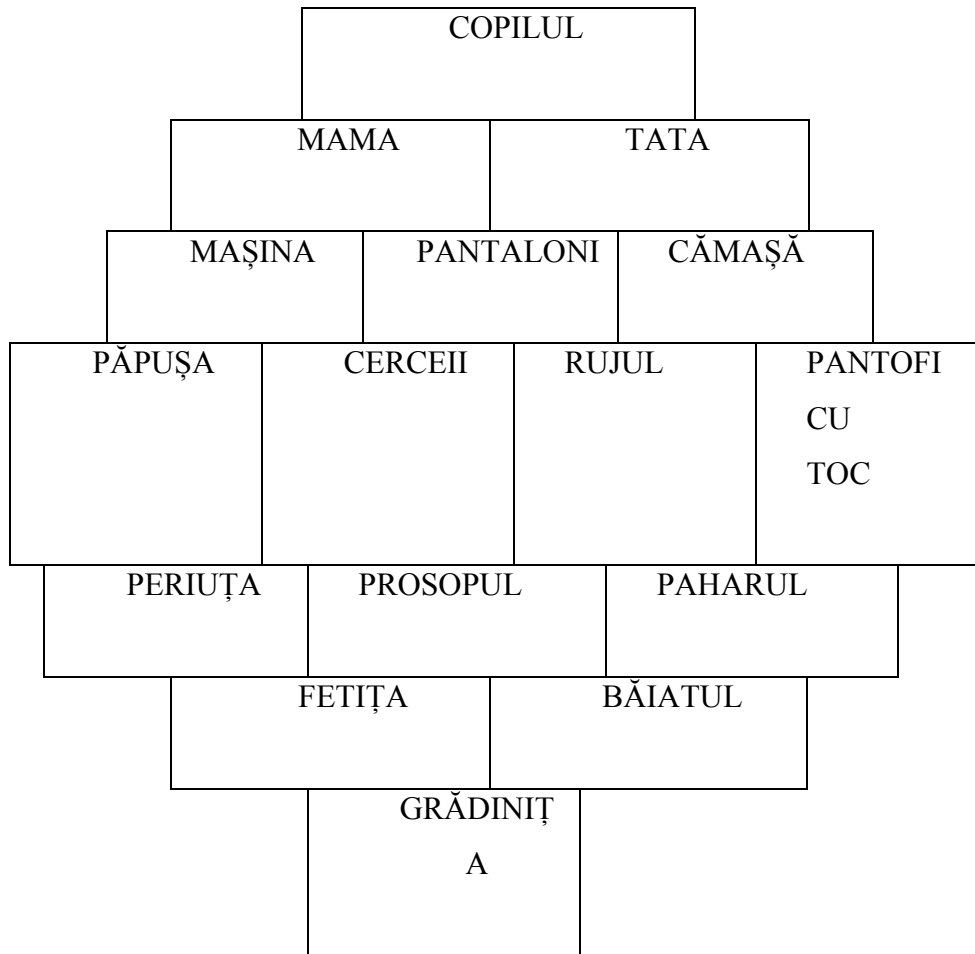 COPILUL
MAMA TATA
MAȘINA PANTALONI CĂMAȘĂ
PĂPUȘA CERCEII RUJUL PANTOFI
CU
TOC
PERIUȚA PROSOPUL PAHARUL
FETIȚA BĂIATUL
GRĂDINIȚ
A